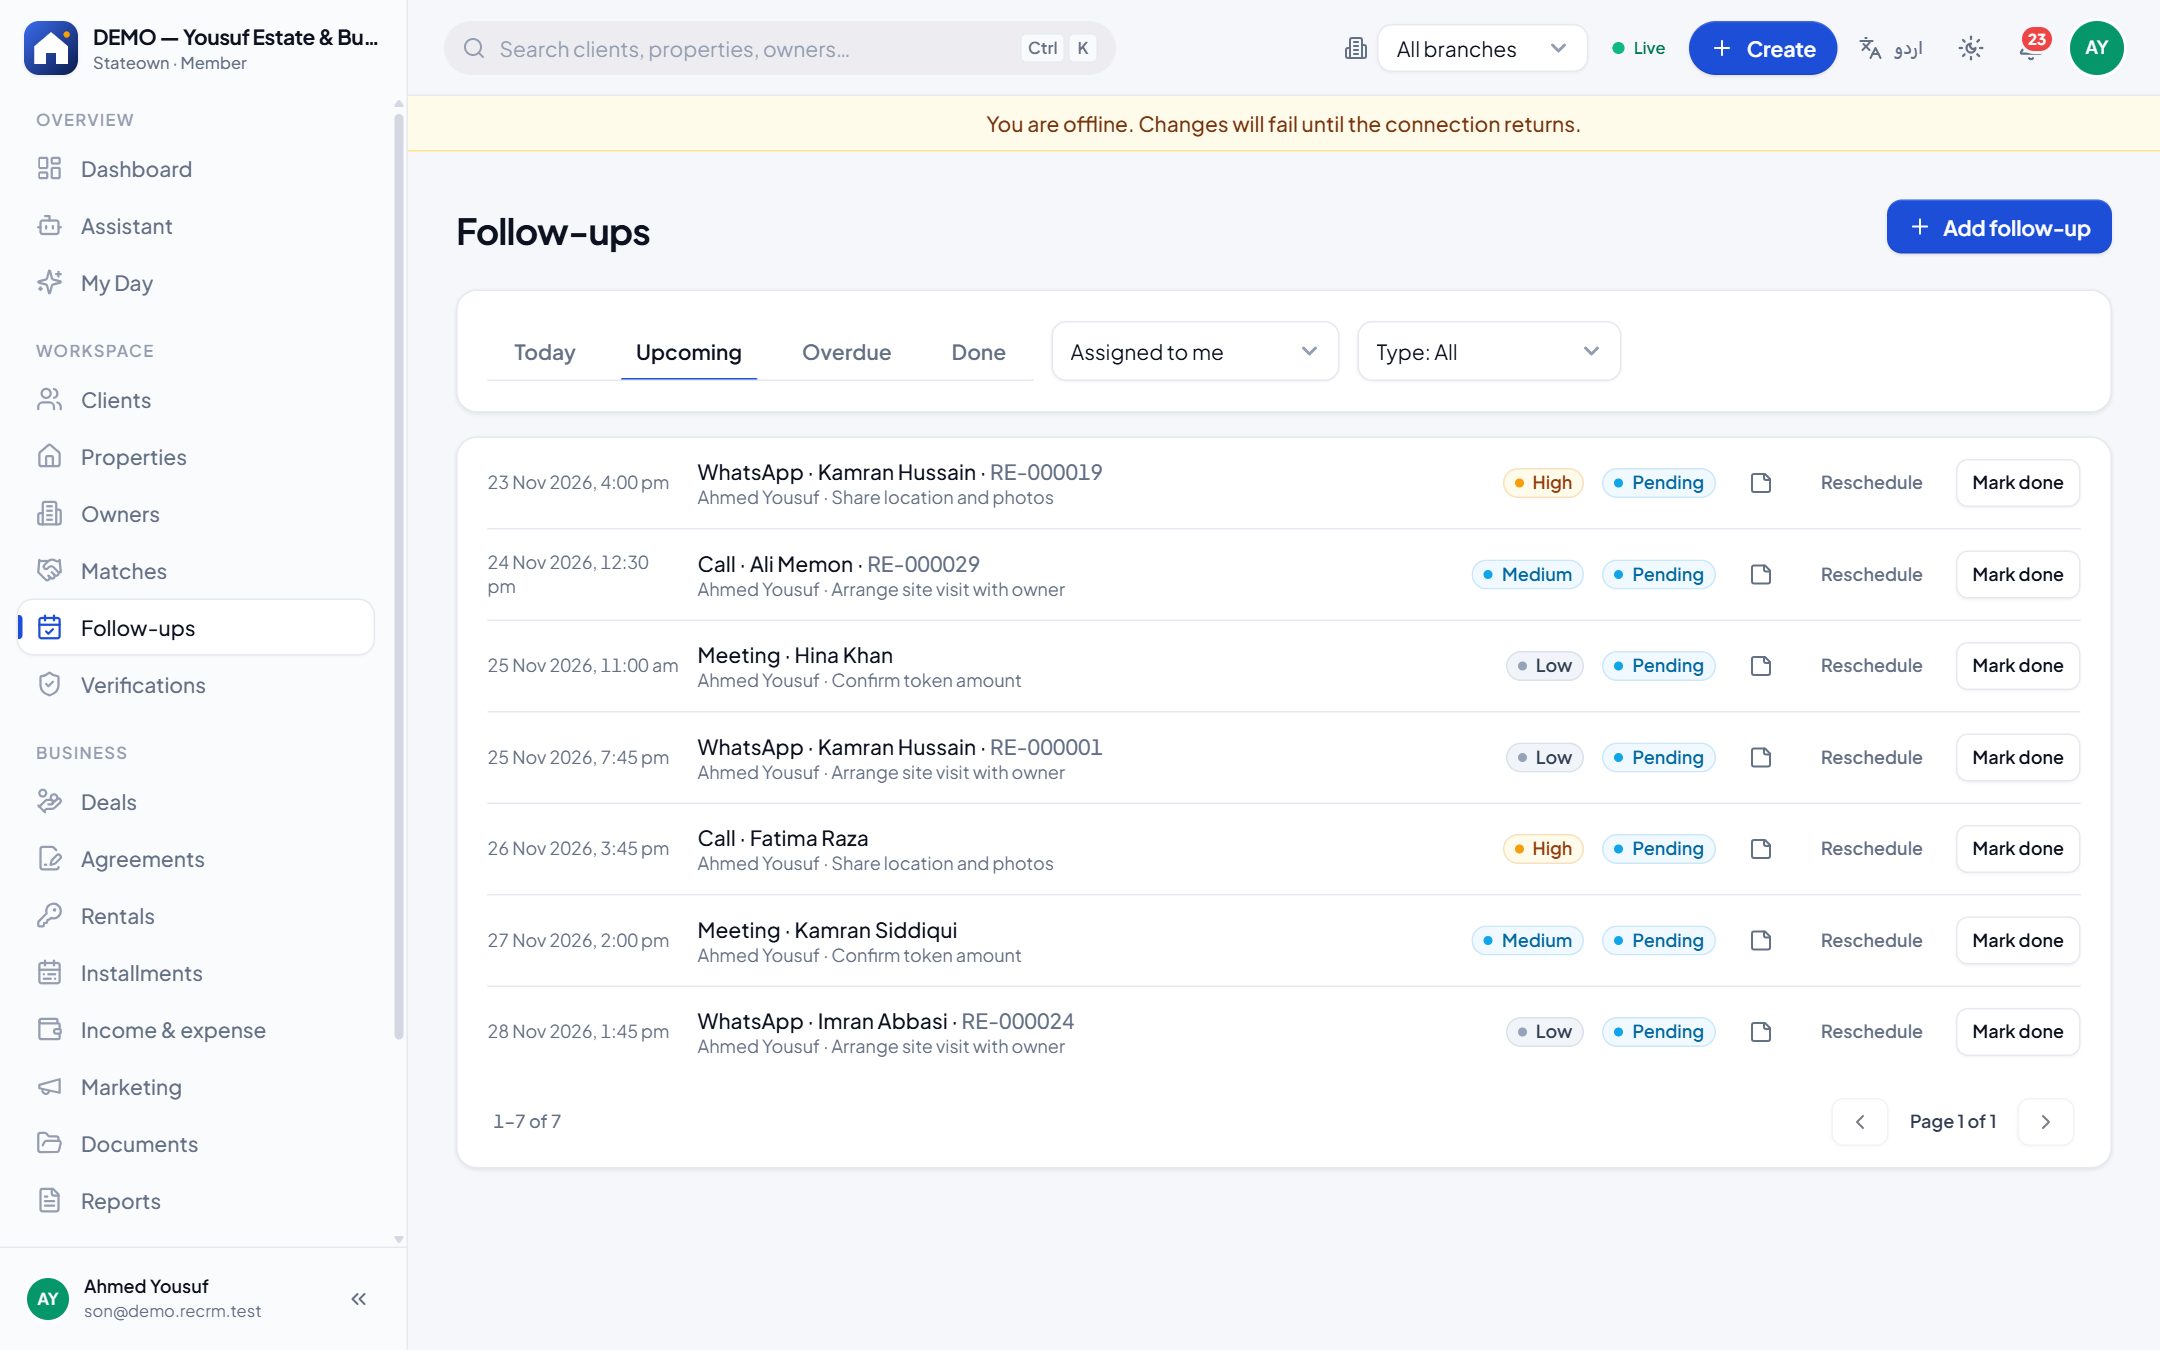 DEMO — Yousuf Estate & Bu...
Stateown · Member
Search clients, properties, owners...
Ctrl K
All branches
Live
+ Create
اردو
23
AY
You are offline. Changes will fail until the connection returns.
OVERVIEW
Dashboard
Assistant
My Day
WORKSPACE
Clients
Properties
Owners
Matches
Follow-ups
Verifications
BUSINESS
Deals
Agreements
Rentals
Installments
Income & expense
Marketing
Documents
Reports
AY
Ahmed Yousuf
son@demo.recrm.test
Follow-ups
+ Add follow-up
Today Upcoming Overdue Done
Assigned to me
Type: All
23 Nov 2026, 4:00 pm
WhatsApp · Kamran Hussain · RE-000019
Ahmed Yousuf · Share location and photos
High Pending Reschedule Mark done
24 Nov 2026, 12:30
pm
Call · Ali Memon · RE-000029
Ahmed Yousuf · Arrange site visit with owner
Medium Pending Reschedule Mark done
25 Nov 2026, 11:00 am
Meeting · Hina Khan
Ahmed Yousuf · Confirm token amount
Low Pending Reschedule Mark done
25 Nov 2026, 7:45 pm
WhatsApp · Kamran Hussain · RE-000001
Ahmed Yousuf · Arrange site visit with owner
Low Pending Reschedule Mark done
26 Nov 2026, 3:45 pm
Call · Fatima Raza
Ahmed Yousuf · Share location and photos
High Pending Reschedule Mark done
27 Nov 2026, 2:00 pm
Meeting · Kamran Siddiqui
Ahmed Yousuf · Confirm token amount
Medium Pending Reschedule Mark done
28 Nov 2026, 1:45 pm
WhatsApp · Imran Abbasi · RE-000024
Ahmed Yousuf · Arrange site visit with owner
Low Pending Reschedule Mark done
1–7 of 7
Page 1 of 1